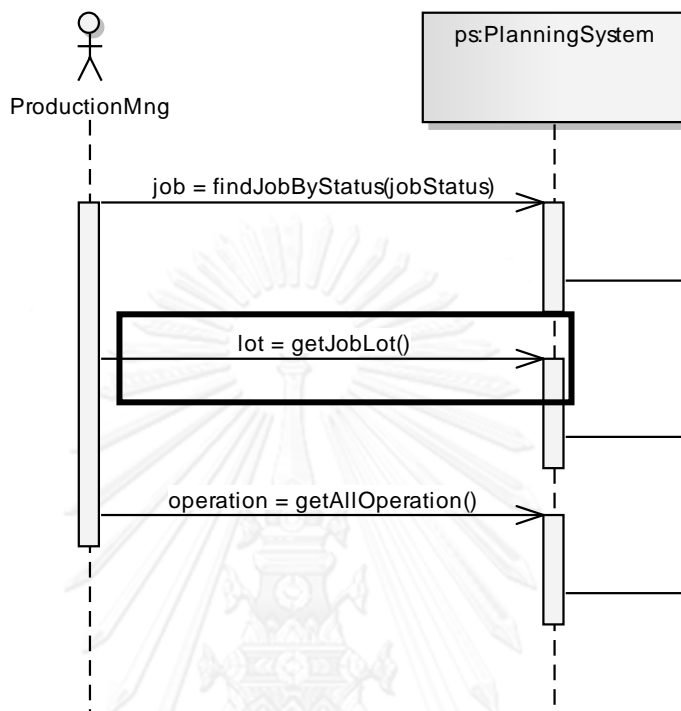 ps:PlanningSystem
ProductionMng
job = findJobByStatus(jobStatus)
lot = getJobLot()
operation = getAllOperation()